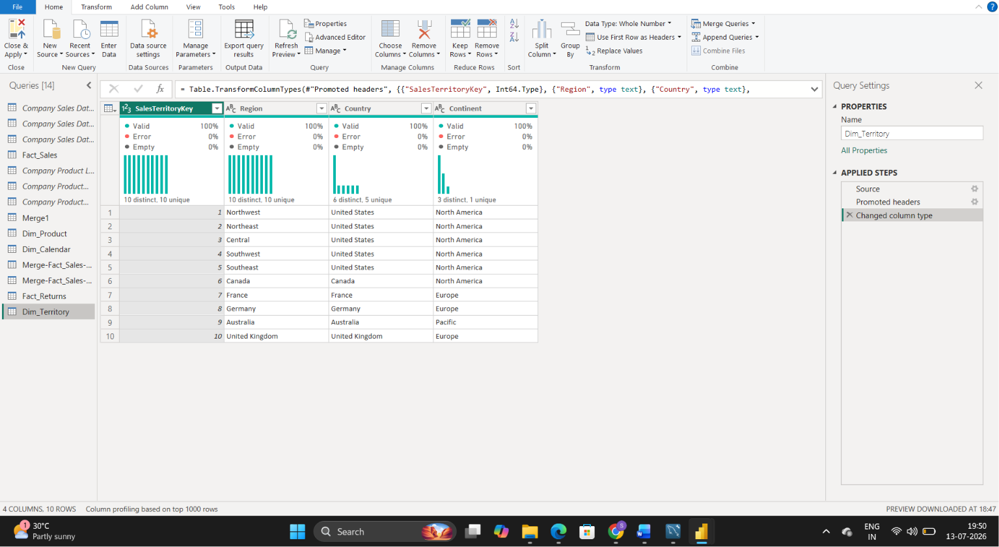 File Home Transform Add Column View Tools Help
Close & Apply
New Source
Recent Sources
Enter Data
Data source settings
Manage Parameters
Export query results
Refresh Preview
Properties
Advanced Editor
Manage
Choose Columns
Remove Columns
Keep Rows
Remove Rows
Split Column
Group By
Data Type: Whole Number
Use First Row as Headers
Replace Values
Merge Queries
Append Queries
Combine Files
Close New Query Data Sources Parameters Output Data Query Manage Columns Reduce Rows Sort Transform Combine
Queries [14]
Company Sales Dat...
Company Sales Dat...
Company Sales Dat...
Fact_Sales
Company Product L...
Company Product...
Company Product...
Merge1
Dim_Product
Dim_Calendar
Merge-Fact_Sales-...
Merge-Fact_Sales-...
Fact_Returns
Dim_Territory
fx = Table.TransformColumnTypes(#"Promoted headers", {{"SalesTerritoryKey", Int64.Type}, {"Region", type text}, {"Country", type text},
123 SalesTerritoryKey ABC Region ABC Country ABC Continent
Valid 100% Valid 100% Valid 100% Valid 100%
Error 0% Error 0% Error 0% Error 0%
Empty 0% Empty 0% Empty 0% Empty 0%
10 distinct, 10 unique 10 distinct, 10 unique 6 distinct, 5 unique 3 distinct, 1 unique
1 1 Northwest United States North America
2 2 Northeast United States North America
3 3 Central United States North America
4 4 Southwest United States North America
5 5 Southeast United States North America
6 6 Canada Canada North America
7 7 France France Europe
8 8 Germany Germany Europe
9 9 Australia Australia Pacific
10 10 United Kingdom United Kingdom Europe
Query Settings
PROPERTIES
Name
Dim_Territory
All Properties
APPLIED STEPS
Source
Promoted headers
Changed column type
4 COLUMNS, 10 ROWS Column profiling based on top 1000 rows PREVIEW DOWNLOADED AT 18:47
1
30°C
Partly sunny
Search
S
ENG
IN
19:50
13-07-2026